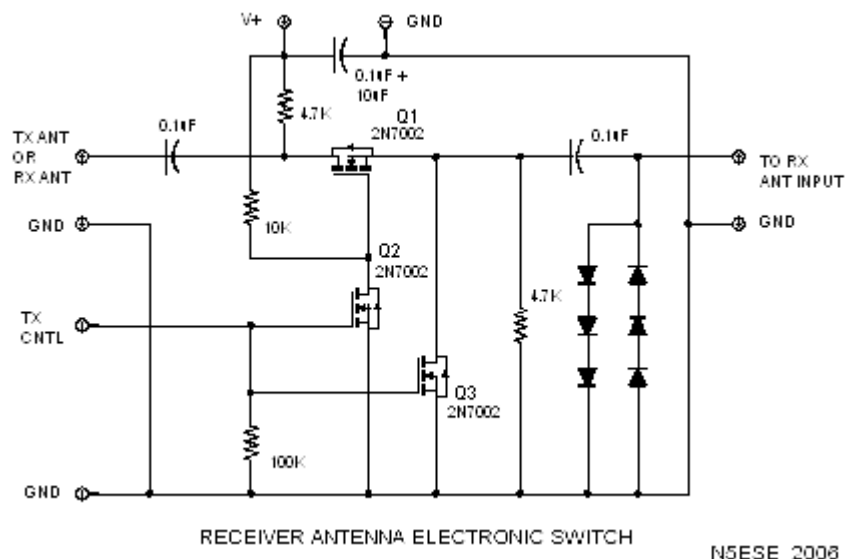 V+
GND
0.1uF +
10uF
4.7K
Q1
2N7002
0.1uF
0.1uF
TX ANT
OR
RX ANT
TO RX
ANT INPUT
GND
10K
GND
Q2
2N7002
4.7K
TX
CNTL
Q3
2N7002
100K
GND
RECEIVER ANTENNA ELECTRONIC SWITCH
N5ESE 2006